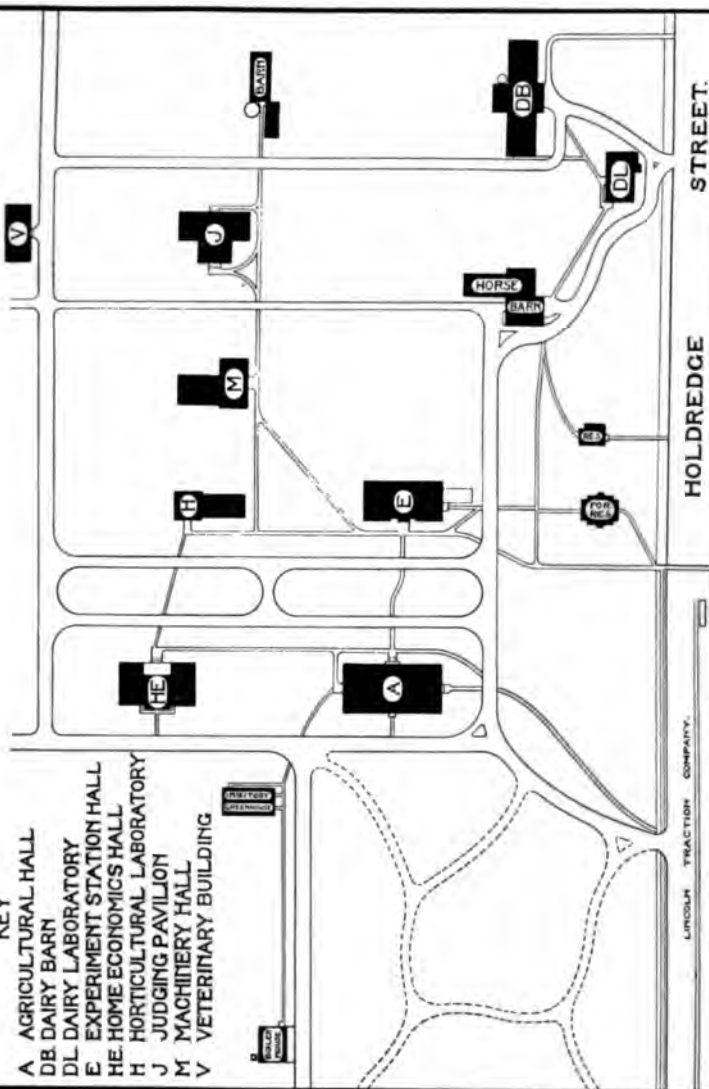 KEY
A AGRICULTURAL HALL
DB. DAIRY BARN
DL DAIRY LABORATORY
E EXPERIMENT STATION HALL
HE. HOME ECONOMICS HALL
H HORTICULTURAL LABORATORY
J JUDGING PAVILION
M MACHINERY HALL
V VETERINARY BUILDING
V
BARN
J
DB
DL
HORSE
BARN
M
H
E
RES.
FOR.
RES.
HE
A
GREENHOUSE
BOILER
HOUSE
HOLDREDGE STREET.
LINCOLN TRACTION COMPANY.